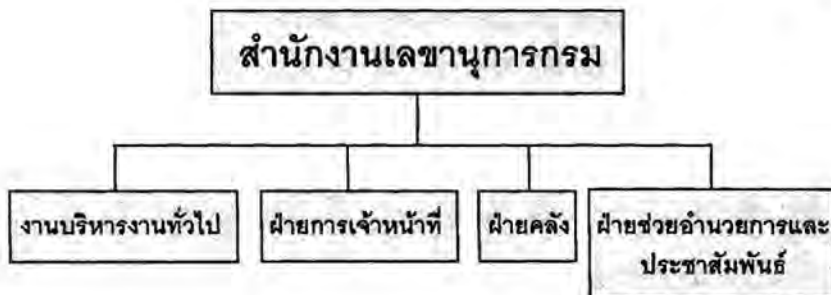 สำนักงานเลขานุการกรม
งานบริหารงานทั่วไป
ฝ่ายการเจ้าหน้าที่
ฝ่ายคลัง
ฝ่ายช่วยอำนวยการและ
ประชาสัมพันธ์